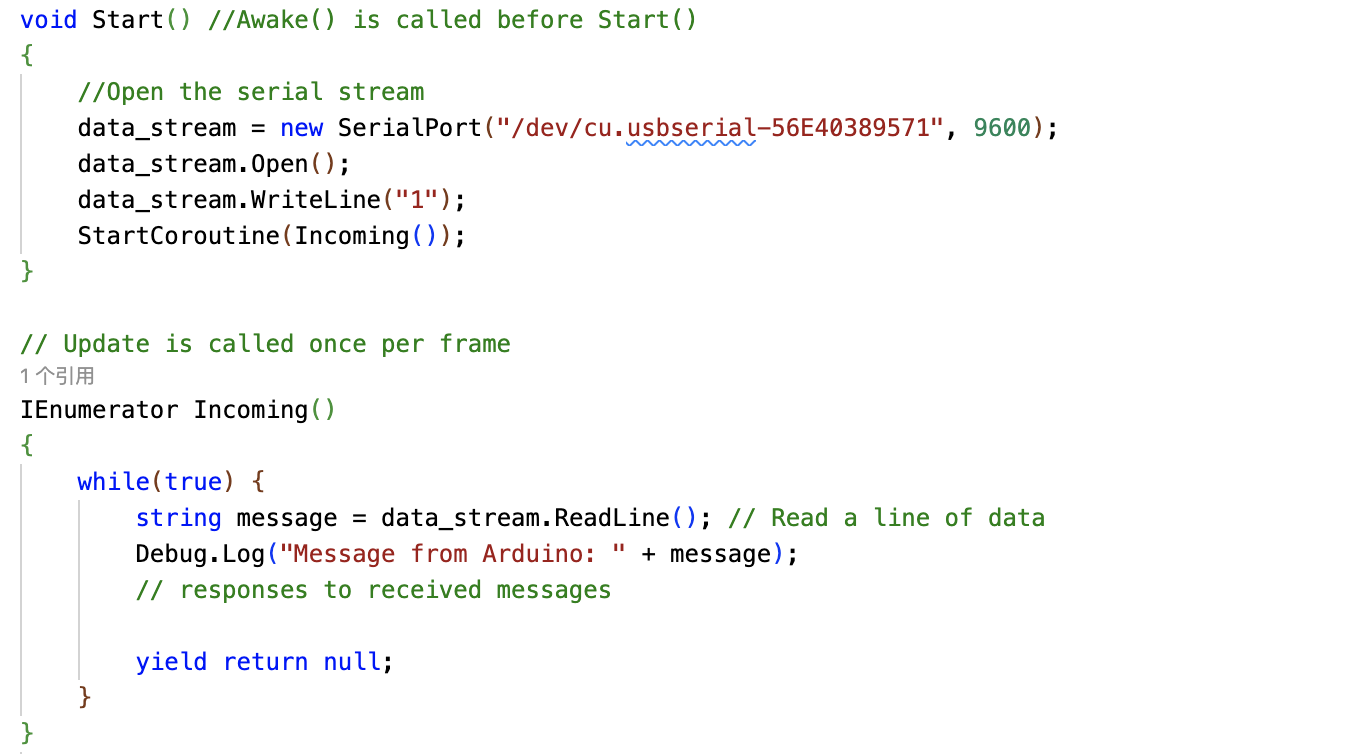 void Start() //Awake() is called before Start()
{
    //Open the serial stream
    data_stream = new SerialPort("/dev/cu.usbserial-56E40389571", 9600);
    data_stream.Open();
    data_stream.WriteLine("1");
    StartCoroutine(Incoming());
}

// Update is called once per frame
1 个引用
IEnumerator Incoming()
{
    while(true) {
        string message = data_stream.ReadLine(); // Read a line of data
        Debug.Log("Message from Arduino: " + message);
        // responses to received messages

        yield return null;
    }
}